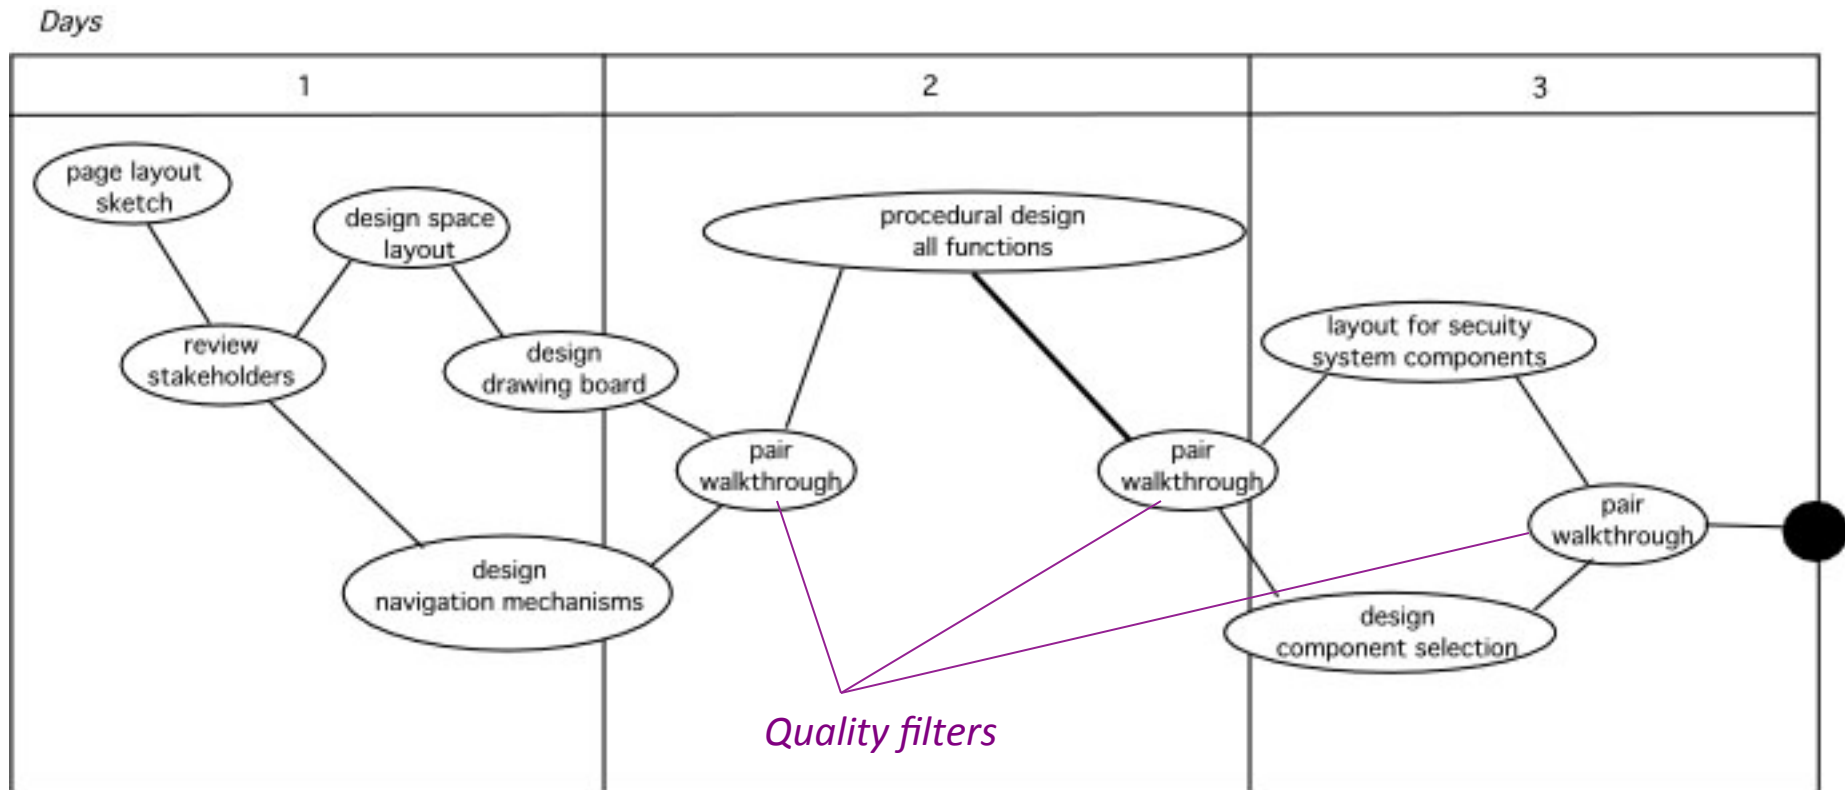 Days
1
2
3
page layout
sketch
design space
layout
procedural design
all functions
review
stakeholders
design
drawing board
layout for secuity
system components
pair
walkthrough
pair
walkthrough
pair
walkthrough
design
navigation mechanisms
design
component selection
Quality filters